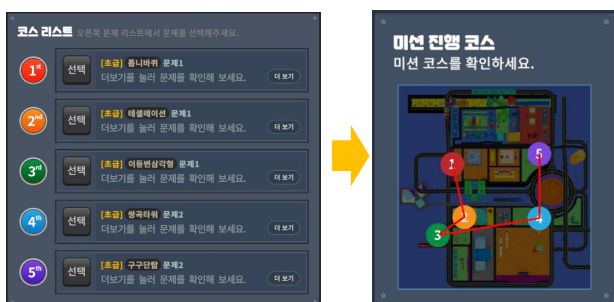 코스 리스트 오른쪽 문제 리스트에서 문제를 선택해주세요.
1st 선택 [초급] 톱니바퀴 문제1
더보기를 눌러 문제를 확인해 보세요. 더 보기
2nd 선택 [초급] 테셀레이션 문제1
더보기를 눌러 문제를 확인해 보세요. 더 보기
3rd 선택 [초급] 이등변삼각형 문제1
더보기를 눌러 문제를 확인해 보세요. 더 보기
4th 선택 [초급] 쌍곡타워 문제2
더보기를 눌러 문제를 확인해 보세요. 더 보기
5th 선택 [초급] 구구단탑 문제2
더보기를 눌러 문제를 확인해 보세요. 더 보기
미션 진행 코스
미션 코스를 확인하세요.
1
5
2
4
3